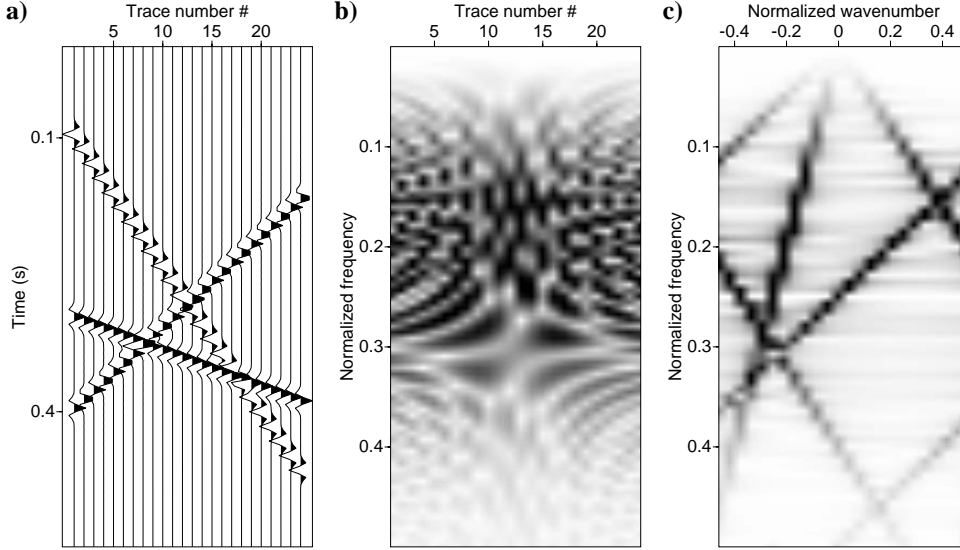 a)
Trace number #
5 10 15 20
0.1
0.4
Time (s)
b)
Trace number #
5 10 15 20
0.1
0.2
0.3
0.4
Normalized frequency
c)
Normalized wavenumber
-0.4 -0.2 0 0.2 0.4
0.1
0.2
0.3
0.4
Normalized frequency